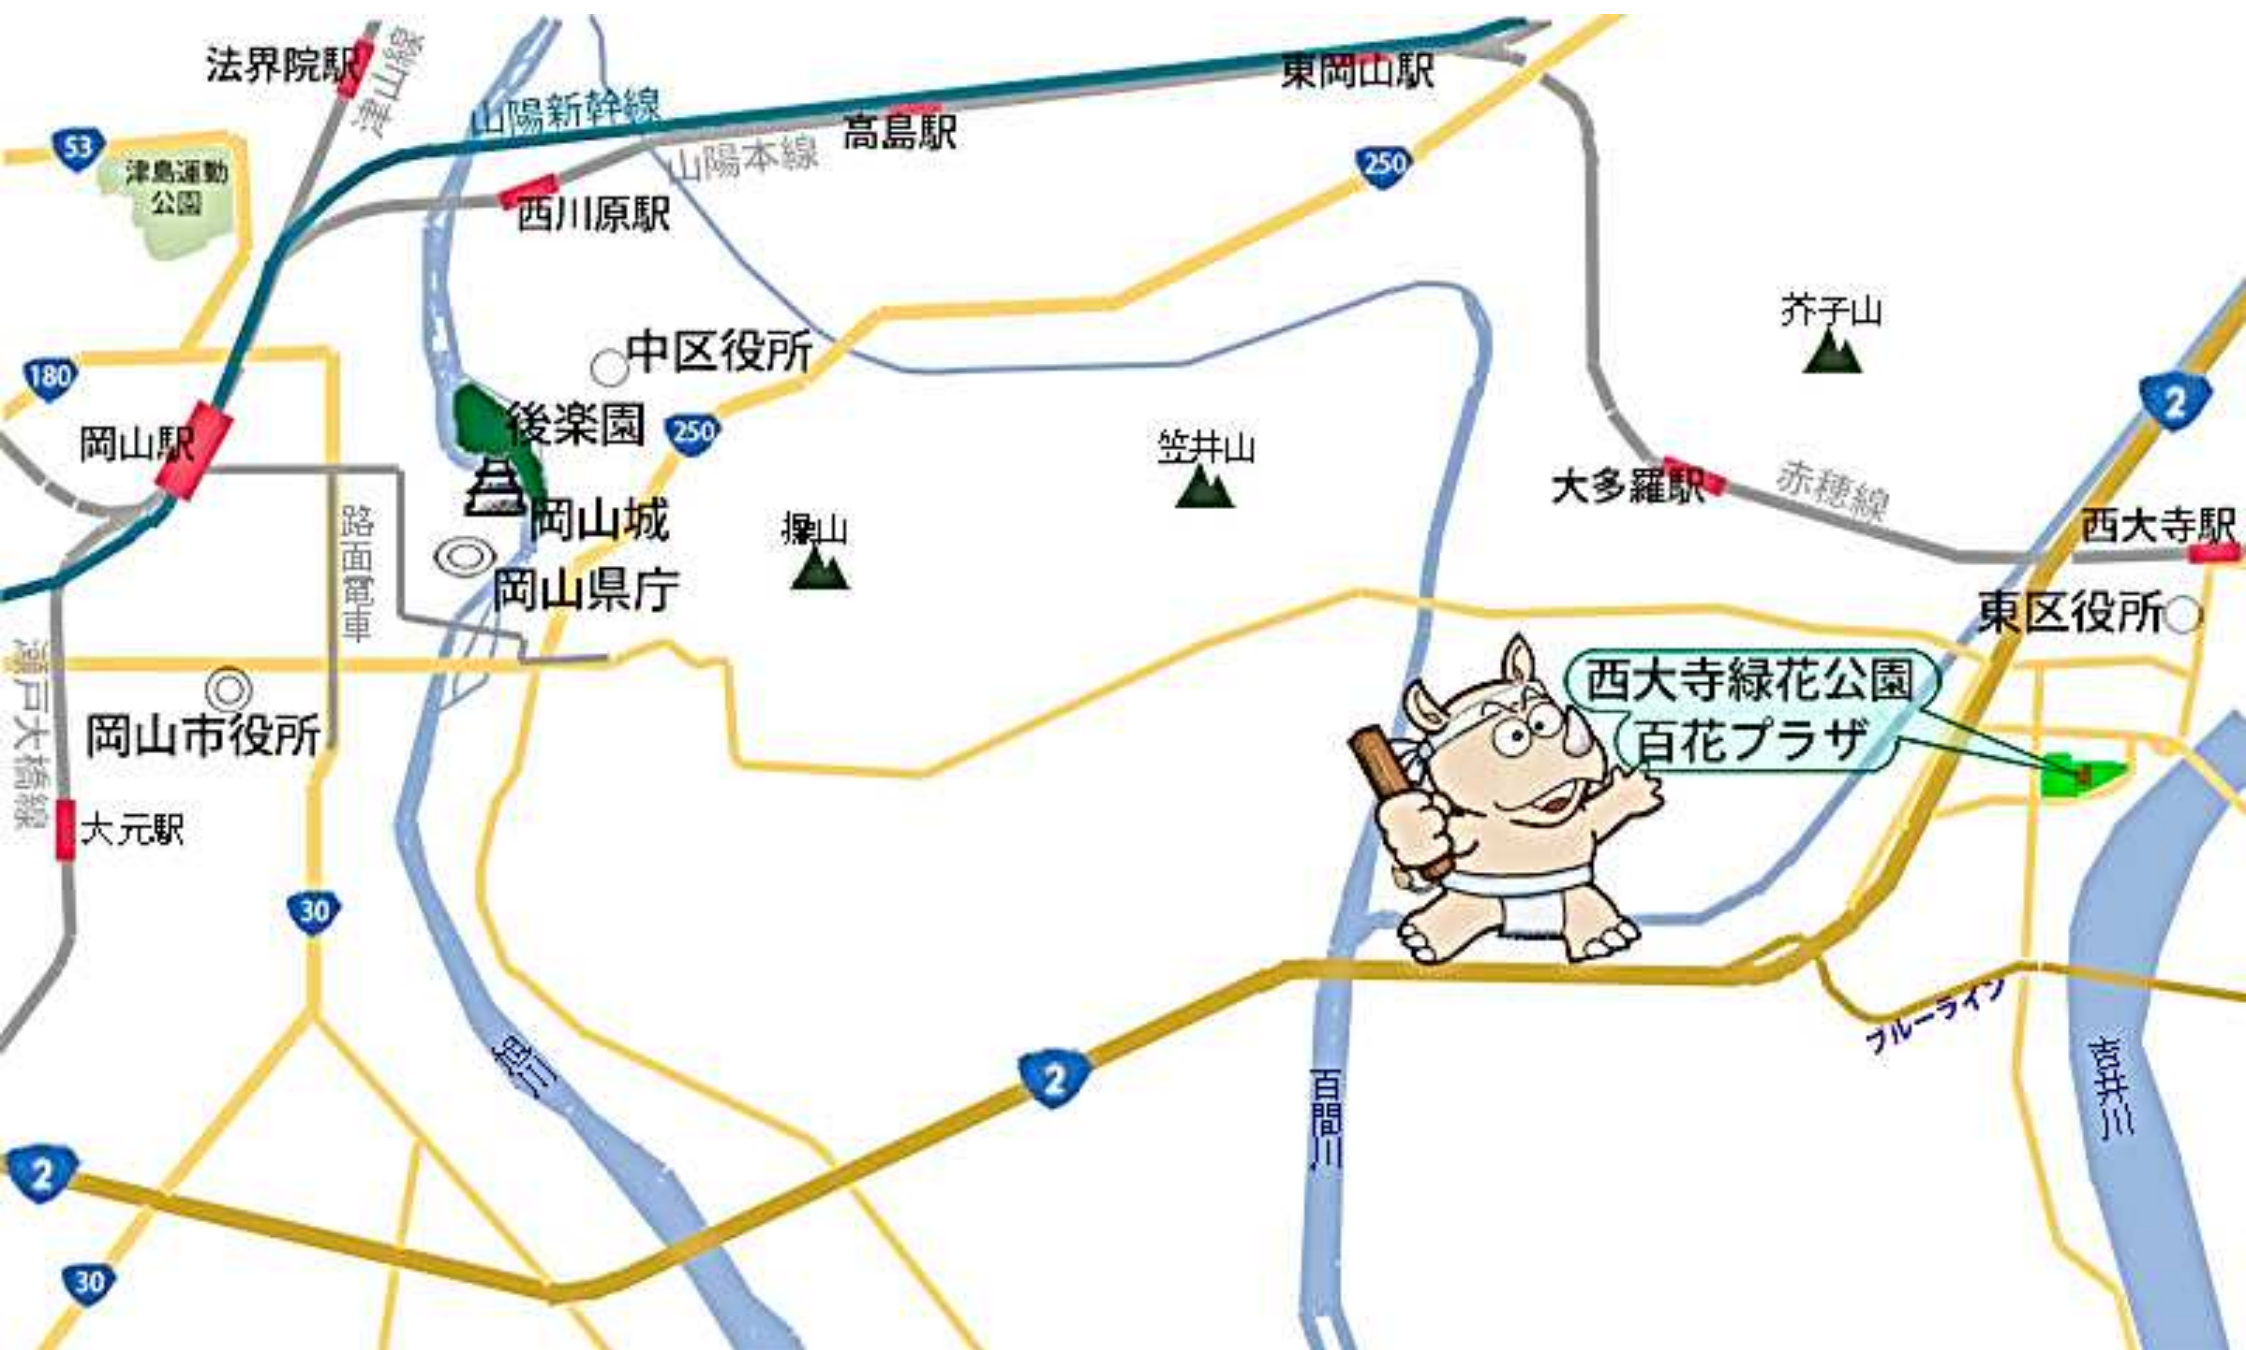 法界院駅
津山線
53
津島運動
公園
山陽新幹線
山陽本線
西川原駅
高島駅
東岡山駅
250
180
岡山駅
中区役所
後楽園
250
岡山城
岡山県庁
操山
笠井山
芥子山
2
大多羅駅
赤穂線
西大寺駅
東区役所
路面電車
瀬戸大橋線
岡山市役所
大元駅
西大寺緑花公園
百花プラザ
30
旭川
2
百間川
ブルーライン
吉井川
2
30